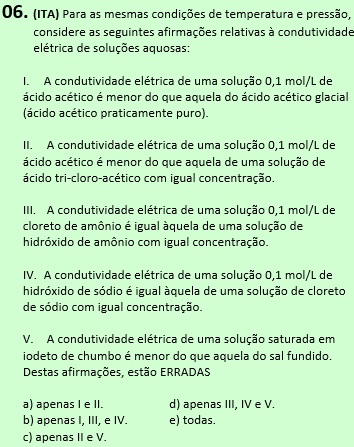 06. (ITA) Para as mesmas condições de temperatura e pressão,
considere as seguintes afirmações relativas à condutividade
elétrica de soluções aquosas:
I. A condutividade elétrica de uma solução 0,1 mol/L de
ácido acético é menor do que aquela do ácido acético glacial
(ácido acético praticamente puro).
II. A condutividade elétrica de uma solução 0,1 mol/L de
ácido acético é menor do que aquela de uma solução de
ácido tri-cloro-acético com igual concentração.
III. A condutividade elétrica de uma solução 0,1 mol/L de
cloreto de amônio é igual àquela de uma solução de
hidróxido de amônio com igual concentração.
IV. A condutividade elétrica de uma solução 0,1 mol/L de
hidróxido de sódio é igual àquela de uma solução de cloreto
de sódio com igual concentração.
V. A condutividade elétrica de uma solução saturada em
iodeto de chumbo é menor do que aquela do sal fundido.
Destas afirmações, estão ERRADAS
a) apenas I e II. d) apenas III, IV e V.
b) apenas I, III, e IV. e) todas.
c) apenas II e V.